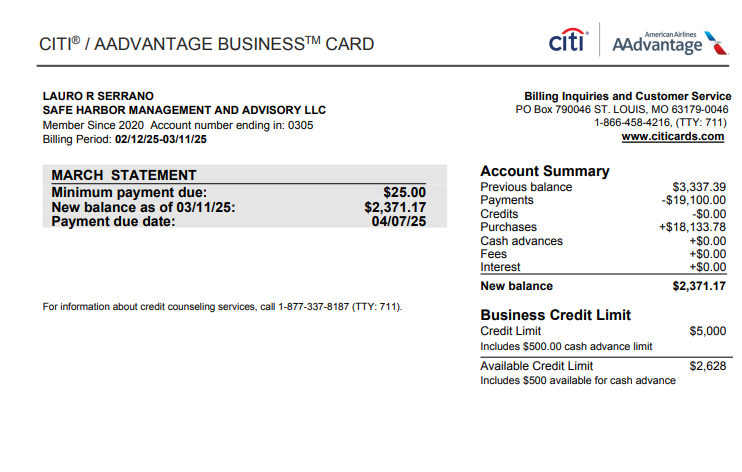 CITI® / AADVANTAGE BUSINESS™ CARD
citi
American Airlines
AAdvantage
LAURO R SERRANO
SAFE HARBOR MANAGEMENT AND ADVISORY LLC
Member Since 2020 Account number ending in: 0305
Billing Period: 02/12/25-03/11/25
Billing Inquiries and Customer Service
PO Box 790046 ST. LOUIS, MO 63179-0046
1-866-458-4216, (TTY: 711)
www.citicards.com
MARCH STATEMENT
Minimum payment due: $25.00
New balance as of 03/11/25: $2,371.17
Payment due date: 04/07/25
For information about credit counseling services, call 1-877-337-8187 (TTY: 711).
Account Summary
Previous balance $3,337.39
Payments -$19,100.00
Credits -$0.00
Purchases +$18,133.78
Cash advances +$0.00
Fees +$0.00
Interest +$0.00
New balance $2,371.17
Business Credit Limit
Credit Limit $5,000
Includes $500.00 cash advance limit
Available Credit Limit $2,628
Includes $500 available for cash advance